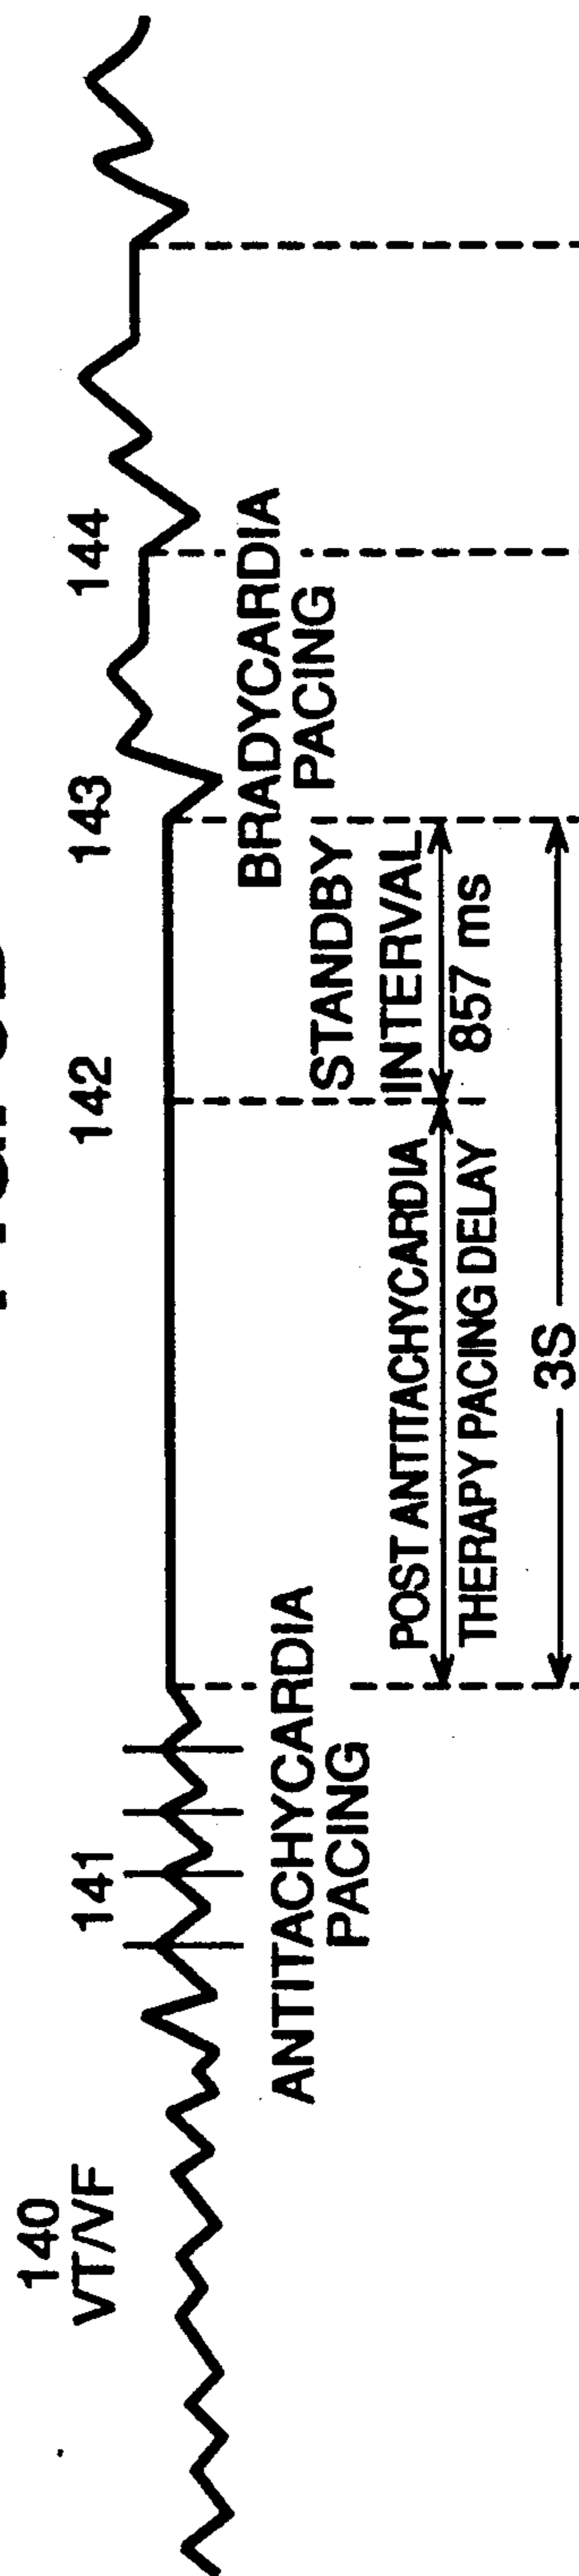 140
VT/VF
141
142
143
144
ANTITACHYCARDIA
PACING
BRADYCARDIA
PACING
STANDBY
INTERVAL
857 ms
POST ANTITACHYCARDIA
THERAPY PACING DELAY
3S